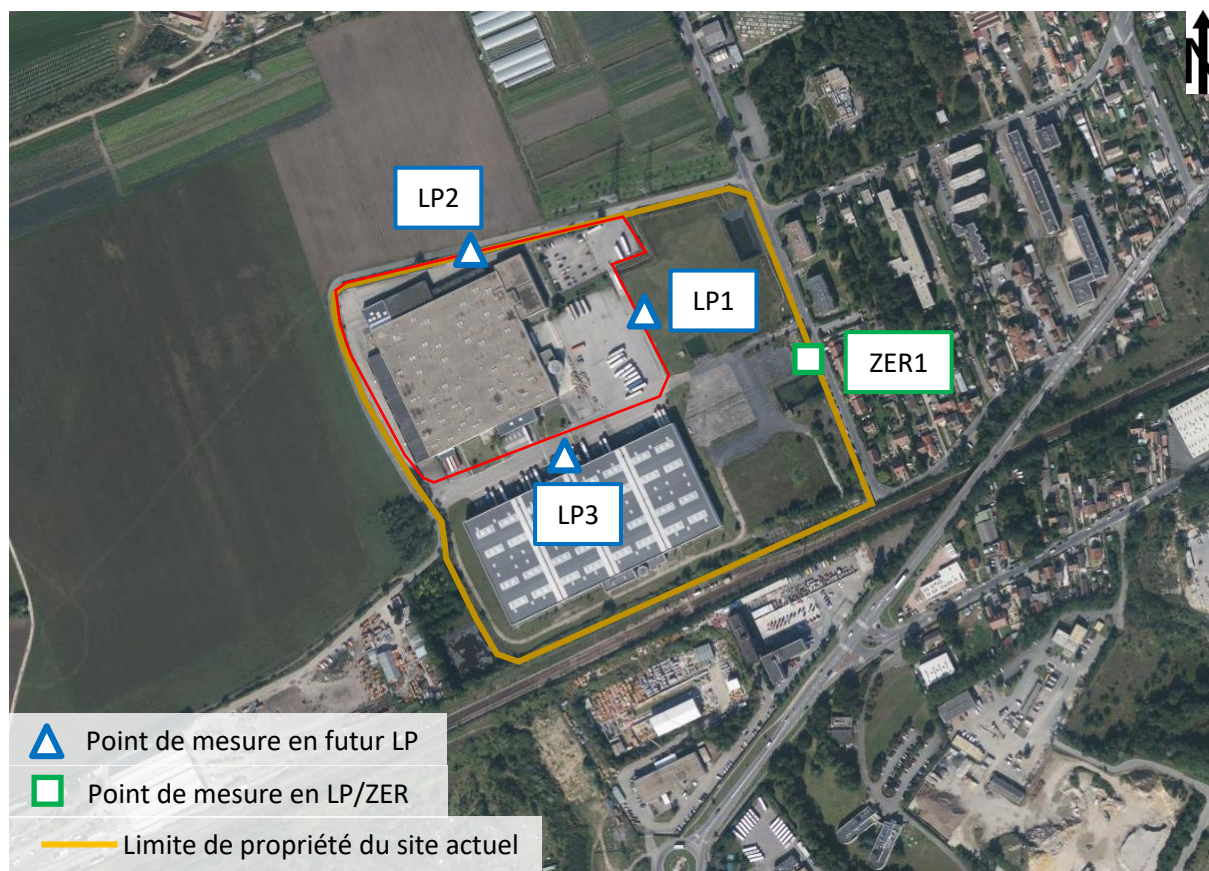 N
LP2
LP1
ZER1
LP3
Point de mesure en futur LP
Point de mesure en LP/ZER
Limite de propriété du site actuel